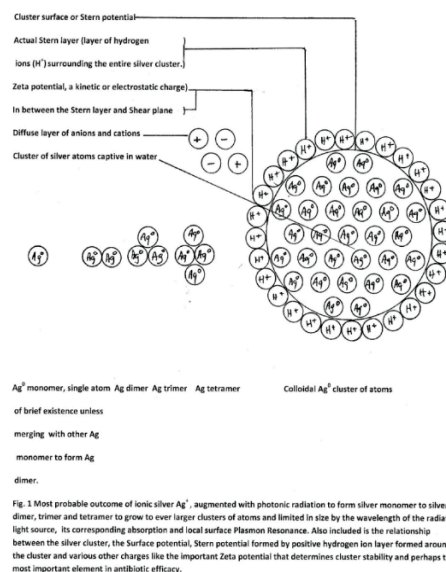 Cluster surface or Stern potential
Actual Stern layer (layer of hydrogen
ions (H⁺) surrounding the entire silver cluster.)
Zeta potential, a kinetic or electrostatic charge)
In between the Stern layer and Shear plane
Diffuse layer of anions and cations
Cluster of silver atoms captive in water
Ag⁰ monomer, single atom Ag dimer Ag trimer Ag tetramer
Colloidal Ag⁰ cluster of atoms
of brief existence unless
merging with other Ag
monomer to form Ag
dimer.
Fig. 1 Most probable outcome of ionic silver Ag⁺, augmented with photonic radiation to form silver monomer to silver
dimer, trimer and tetramer to grow to ever larger clusters of atoms and limited in size by the wavelength of the
light source, its corresponding absorption and local surface Plasmon Resonance. Also included is the relationship
between the silver cluster, the Surface potential, Stern potential formed by positive hydrogen ion layer formed
the cluster and various other charges like the important Zeta potential that determines cluster stability and perhaps
most important element in antibiotic efficacy.